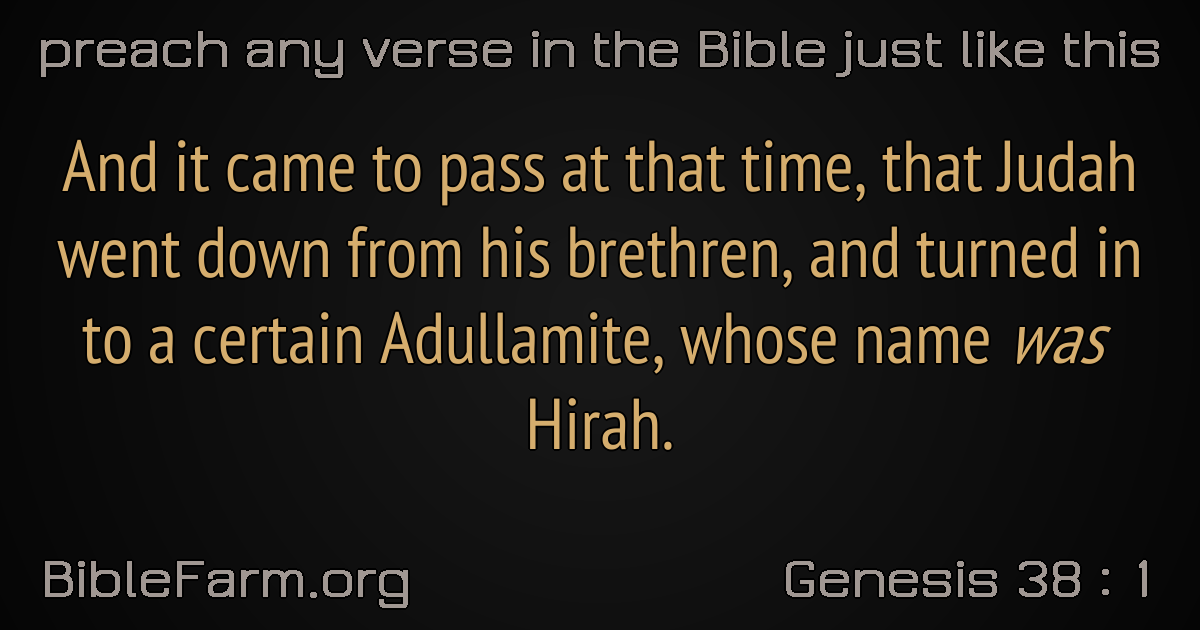 preach any verse in the Bible just like this
And it came to pass at that time, that Judah
went down from his brethren, and turned in
to a certain Adullamite, whose name was
Hirah.
BibleFarm.org
Genesis 38 : 1